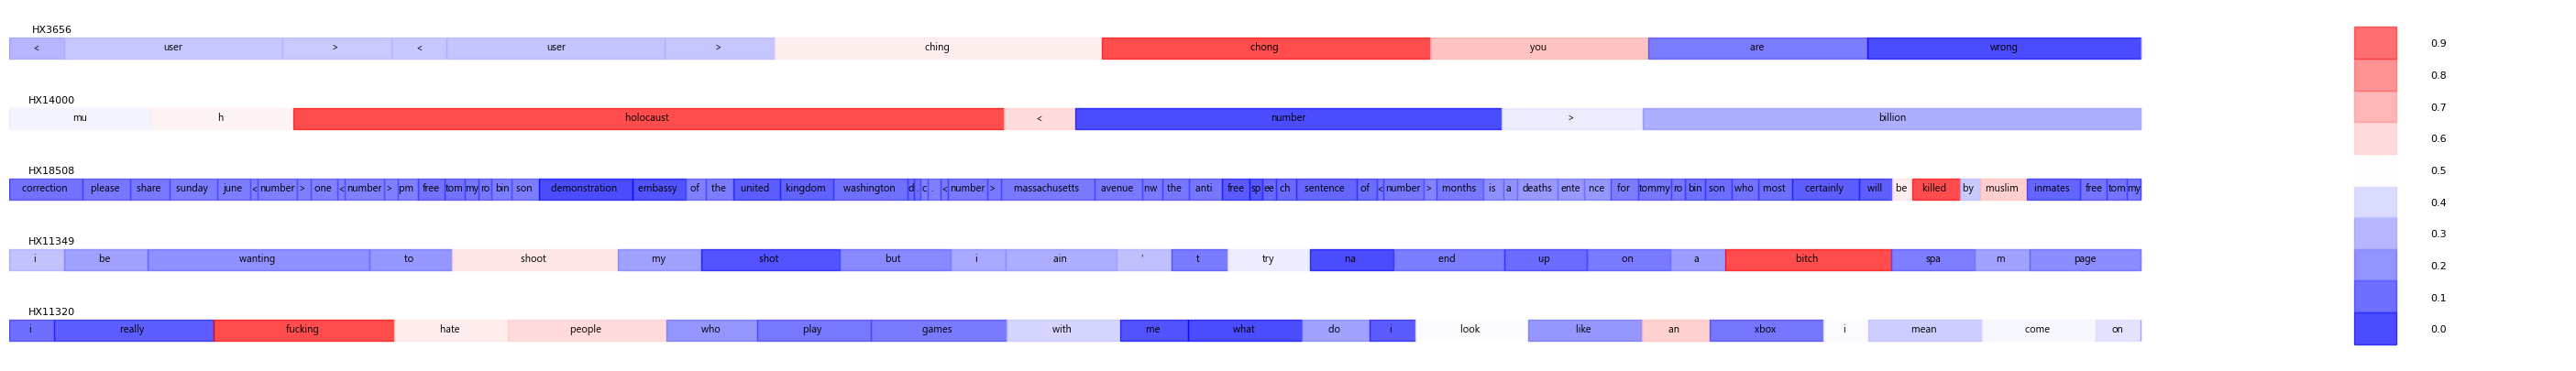 HX3656
< user > < user > ching chong you are wrong
HX14000
mu h holocaust < number > billion
HX18508
correction please share sunday june < number > one < number > pm free tom my ro bin son demonstration embassy of the united kingdom washington d . c . < number > massachusetts avenue nw the anti free sp ee ch sentence of < number > months is a deaths ente nce for tommy ro bin son who most certainly will be killed by muslim inmates free tom my
HX11349
i be wanting to shoot my shot but i ain ' t try na end up on a bitch spa m page
HX11320
i really fucking hate people who play games with me what do i look like an xbox i mean come on
0.9
0.8
0.7
0.6
0.5
0.4
0.3
0.2
0.1
0.0